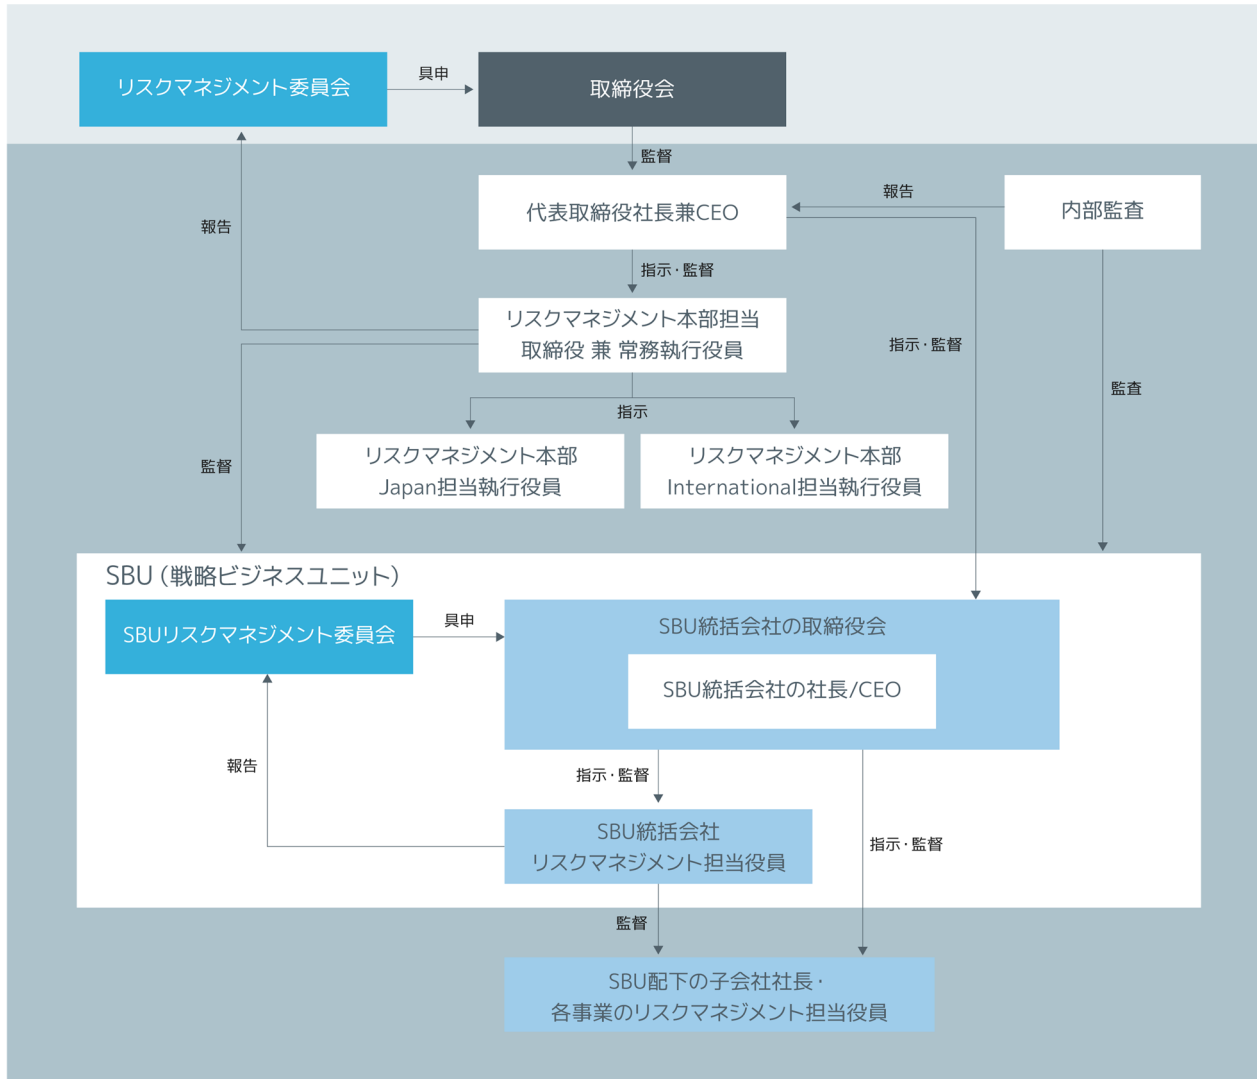 リスクマネジメント委員会
具申
取締役会
監督
代表取締役社長兼CEO
報告
内部監査
報告
指示・監督
リスクマネジメント本部担当
取締役 兼 常務執行役員
指示・監督
監査
指示
監督
リスクマネジメント本部
Japan担当執行役員
リスクマネジメント本部
International担当執行役員
SBU（戦略ビジネスユニット）
SBUリスクマネジメント委員会
具申
SBU統括会社の取締役会
SBU統括会社の社長/CEO
報告
指示・監督
SBU統括会社
リスクマネジメント担当役員
指示・監督
監督
SBU配下の子会社社長・
各事業のリスクマネジメント担当役員